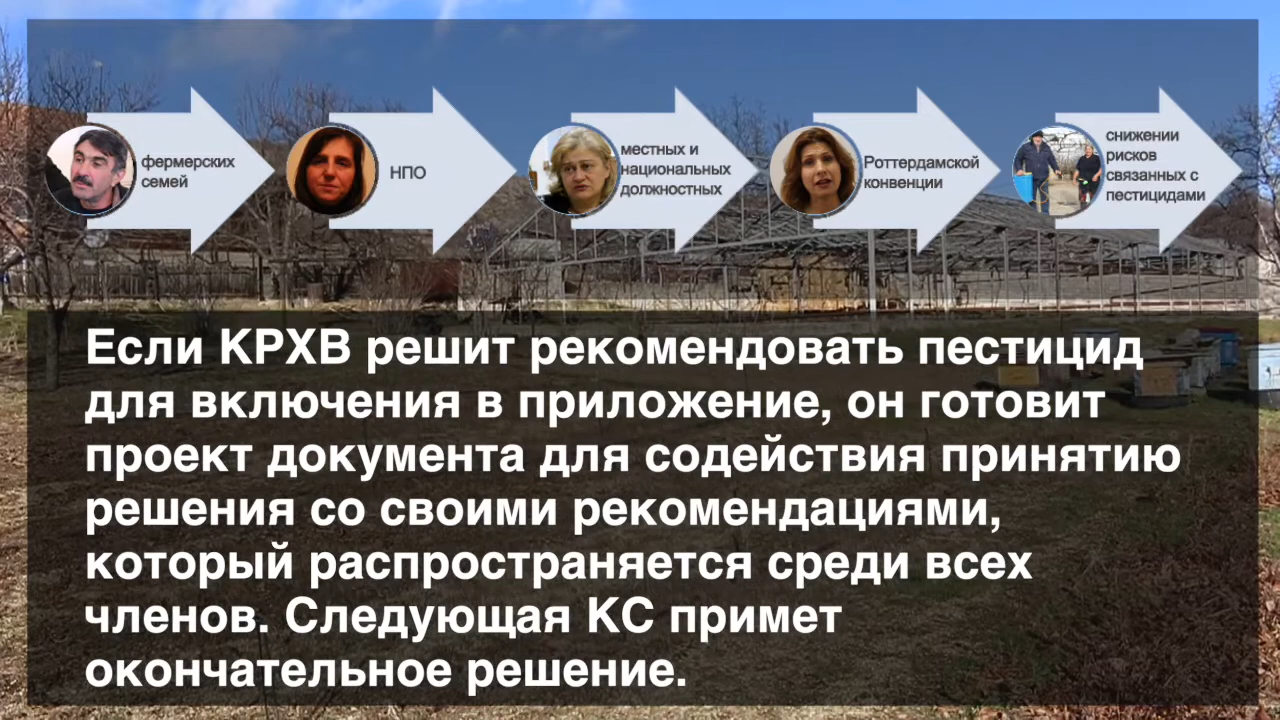 фермерских
семей
НПО
местных и
национальных
должностных
Роттердамской
конвенции
снижении
рисков
связанных с
пестицидами
Если КРХВ решит рекомендовать пестицид
для включения в приложение, он готовит
проект документа для содействия принятию
решения со своими рекомендациями,
который распространяется среди всех
членов. Следующая КС примет
окончательное решение.